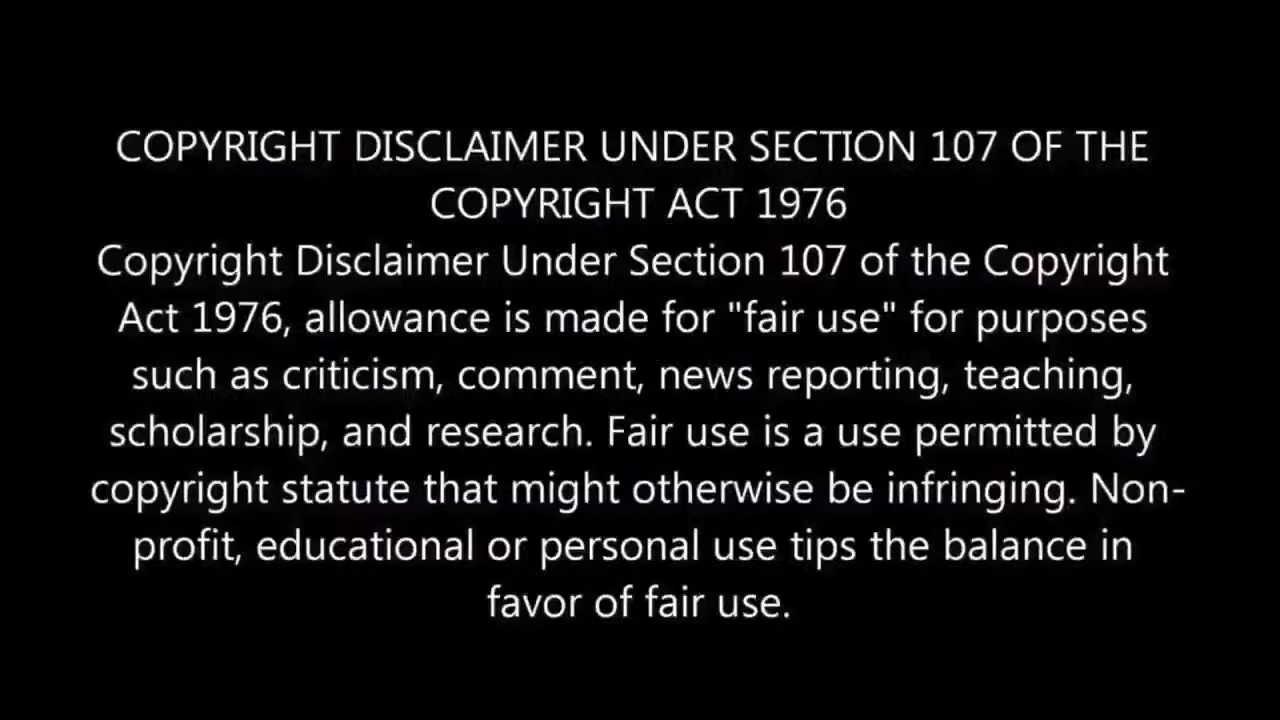 COPYRIGHT DISCLAIMER UNDER SECTION 107 OF THE
COPYRIGHT ACT 1976
Copyright Disclaimer Under Section 107 of the Copyright
Act 1976, allowance is made for "fair use" for purposes
such as criticism, comment, news reporting, teaching,
scholarship, and research. Fair use is a use permitted by
copyright statute that might otherwise be infringing. Non-
profit, educational or personal use tips the balance in
favor of fair use.